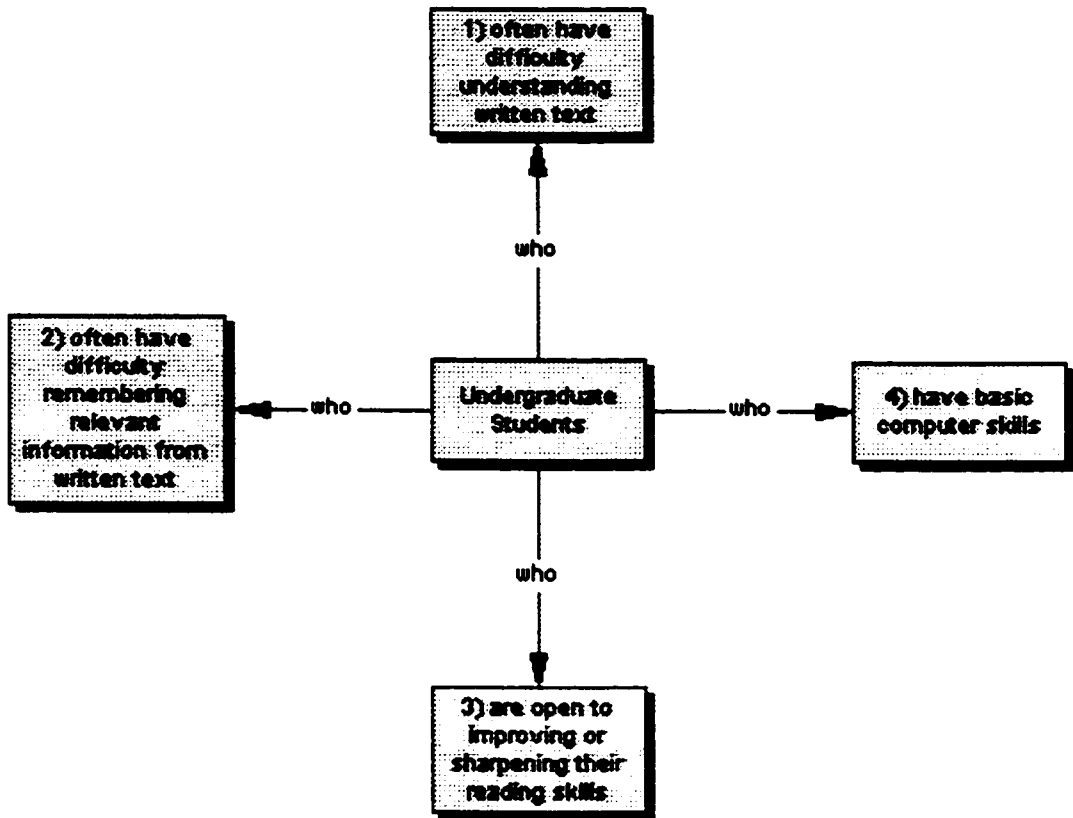 1) often have
difficulty
understanding
written text
who
2) often have
difficulty
remembering
relevant
information from
written text
who
Undergraduate
Students
who
4) have basic
computer skills
who
3) are open to
improving or
sharpening their
reading skills